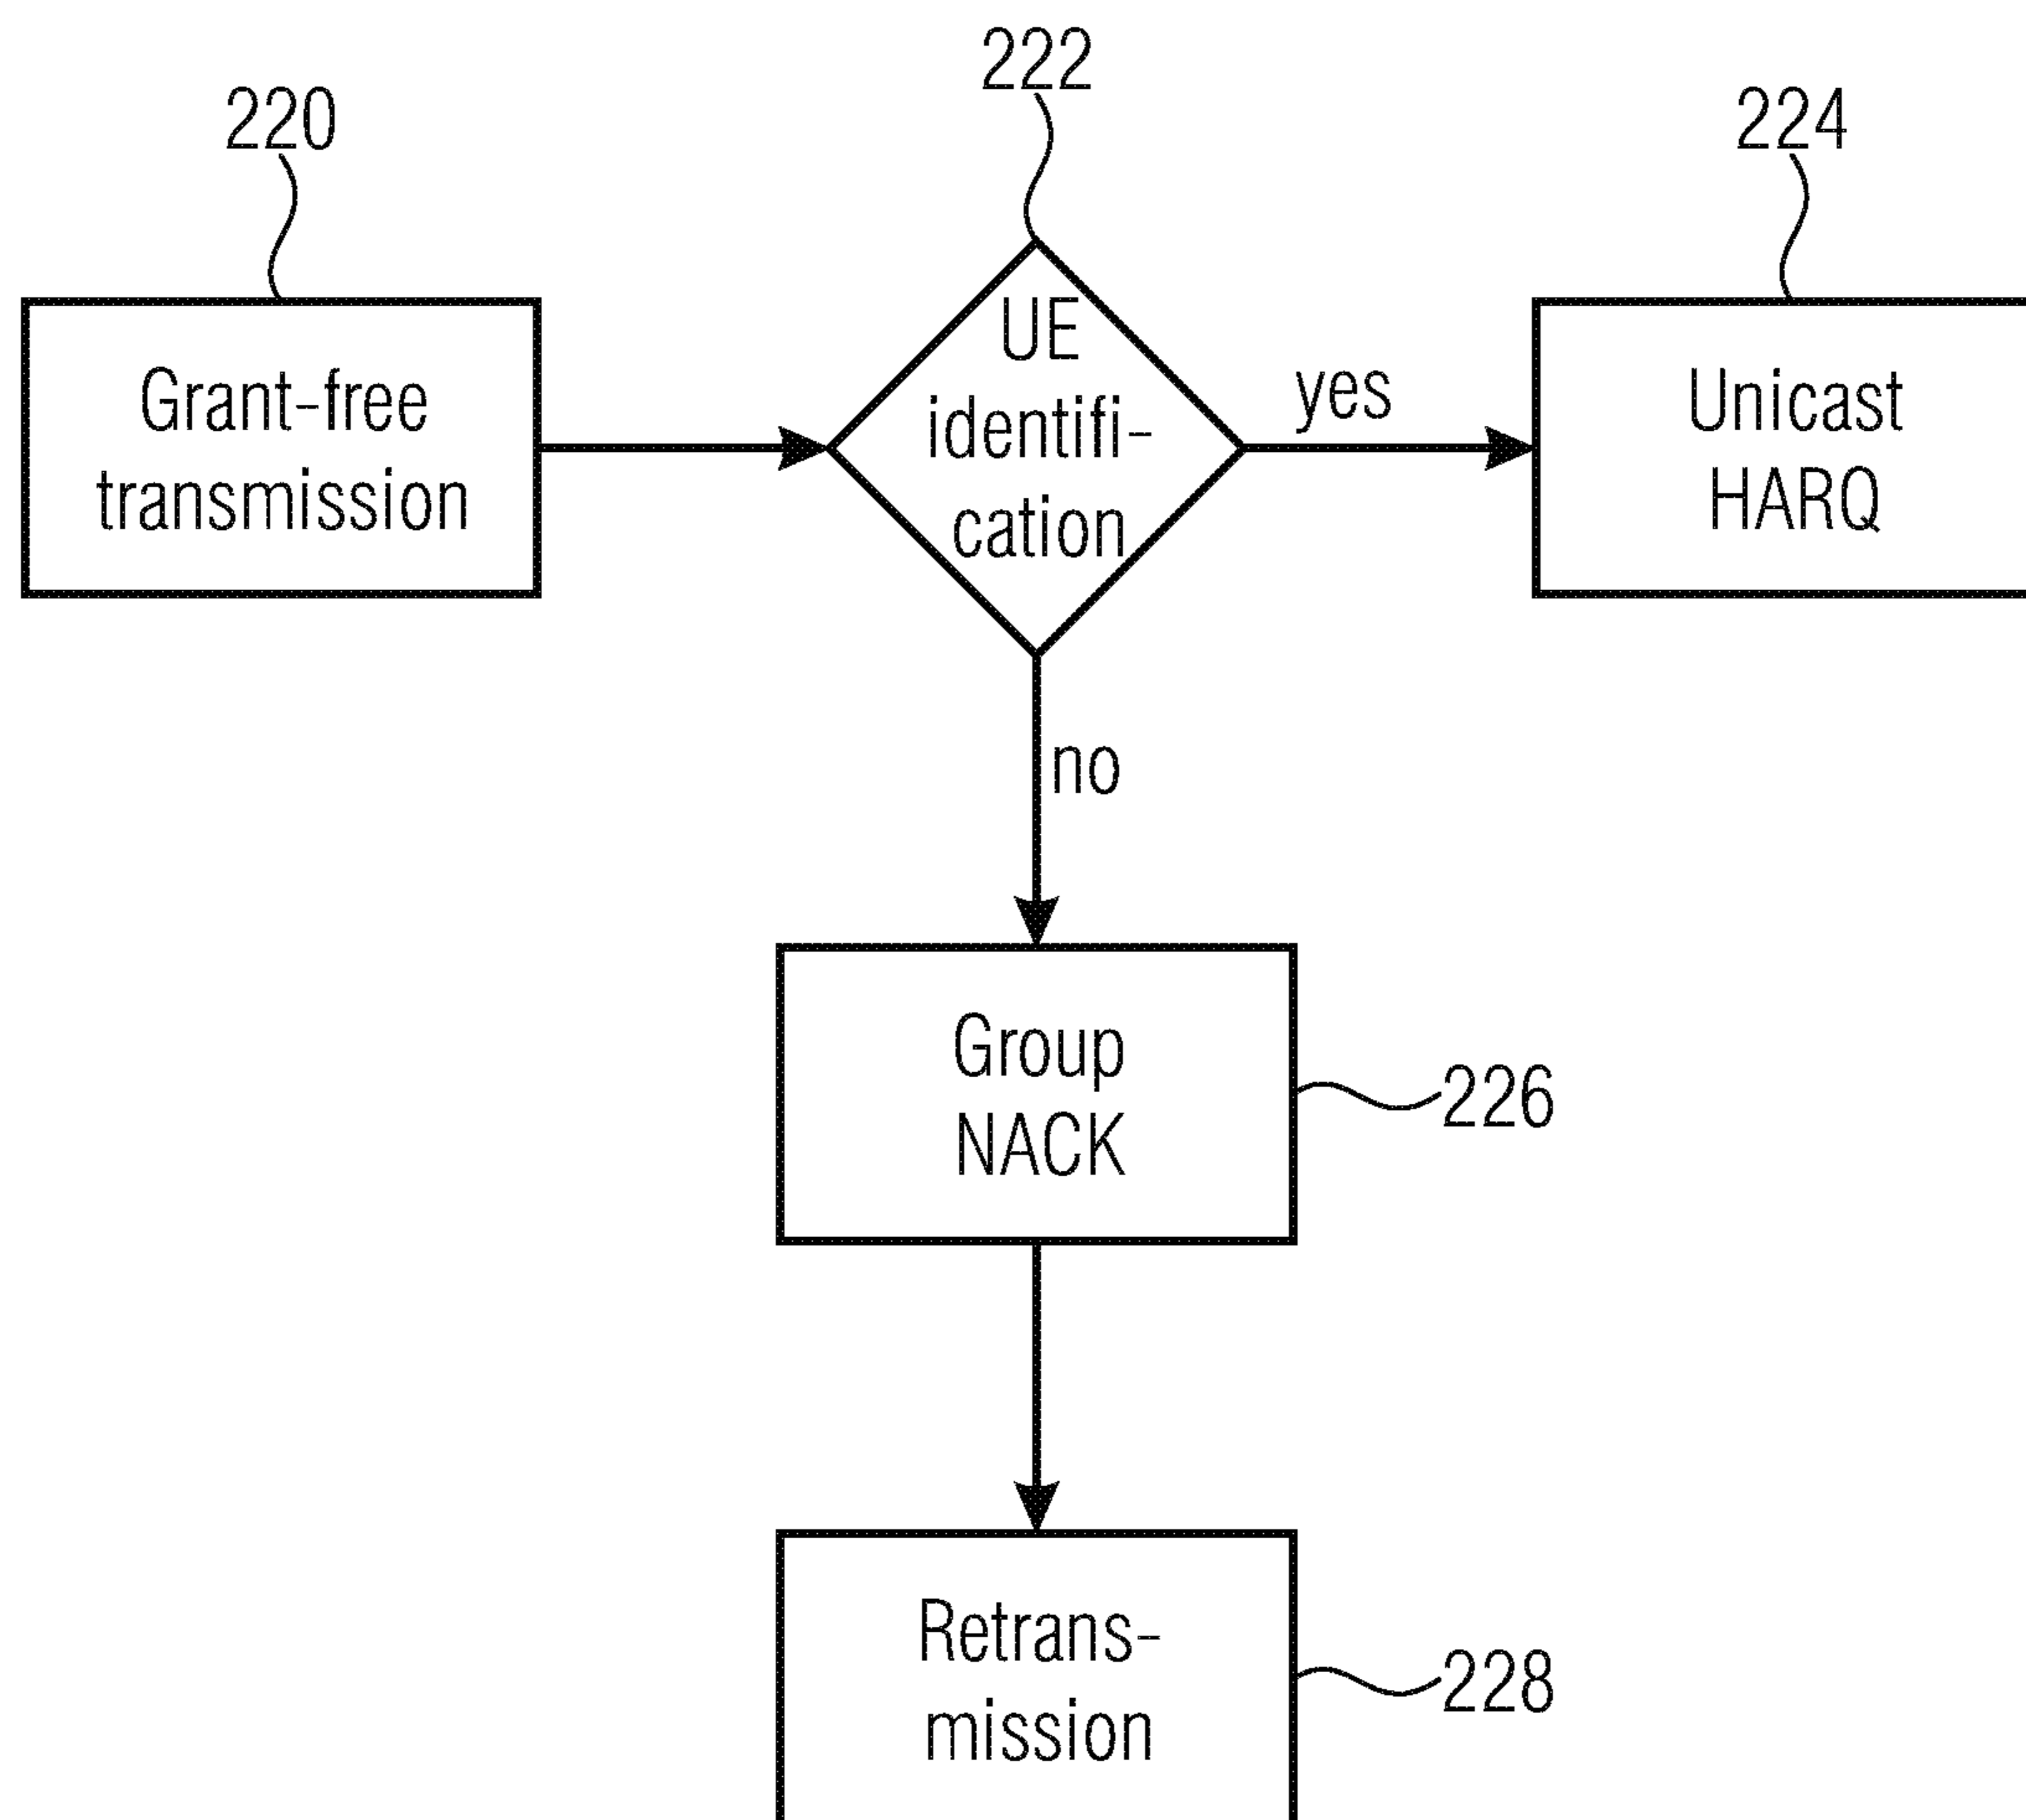 222
220
224
Grant-free
transmission
UE
identifi-
cation
yes
Unicast
HARQ
no
Group
NACK
226
Retrans-
mission
228